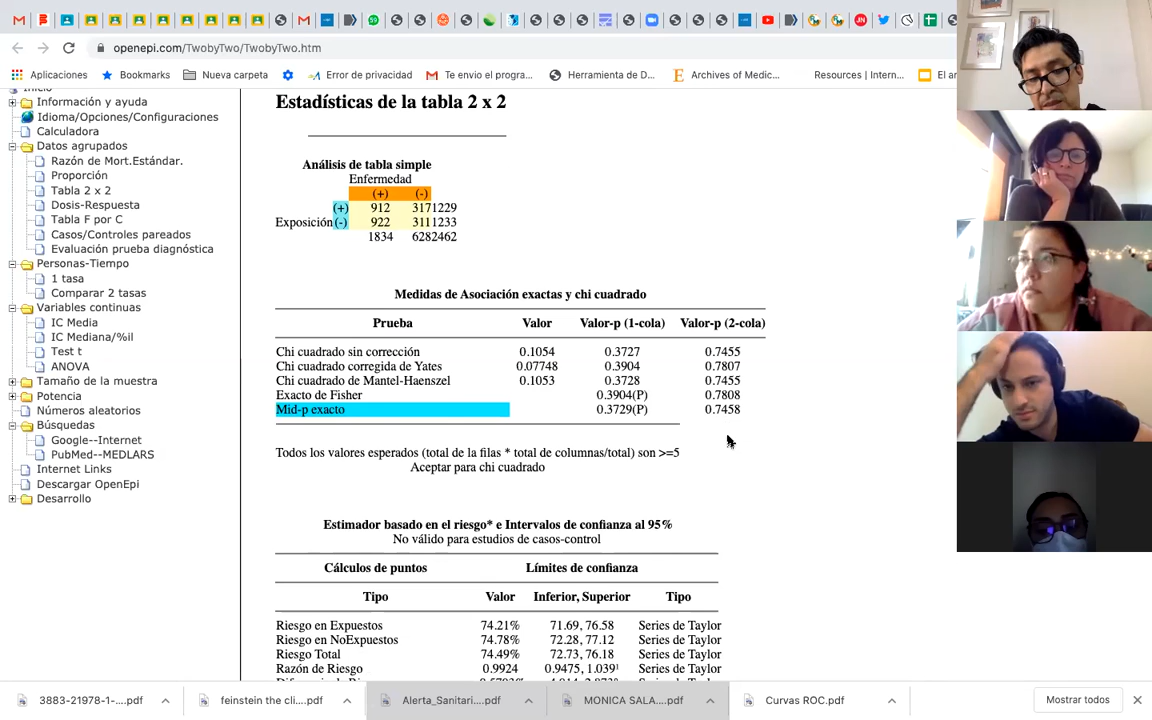 openepi.com/TwobyTwo/TwobyTwo.htm
Aplicaciones
Bookmarks
Nueva carpeta
Error de privacidad
Te envio el progra...
Herramienta de D...
Archives of Medic...
Resources | Intern...
El ar
Inicio
Información y ayuda
Idioma/Opciones/Configuraciones
Calculadora
Datos agrupados
Razón de Mort.Estándar.
Proporción
Tabla 2 x 2
Dosis-Respuesta
Tabla F por C
Casos/Controles pareados
Evaluación prueba diagnóstica
Personas-Tiempo
1 tasa
Comparar 2 tasas
Variables continuas
IC Media
IC Mediana/%il
Test t
ANOVA
Tamaño de la muestra
Potencia
Números aleatorios
Búsquedas
Google--Internet
PubMed--MEDLARS
Internet Links
Descargar OpenEpi
Desarrollo
Estadísticas de la tabla 2 x 2
Análisis de tabla simple
Enfermedad
(+) (-)
(+) 912 3171229
Exposición(-) 922 3111233
1834 6282462
Medidas de Asociación exactas y chi cuadrado
Prueba Valor Valor-p (1-cola) Valor-p (2-cola)
Chi cuadrado sin corrección 0.1054 0.3727 0.7455
Chi cuadrado corregida de Yates 0.07748 0.3904 0.7807
Chi cuadrado de Mantel-Haenszel 0.1053 0.3728 0.7455
Exacto de Fisher 0.3904(P) 0.7808
Mid-p exacto 0.3729(P) 0.7458
Todos los valores esperados (total de la filas * total de columnas/total) son >=5
Aceptar para chi cuadrado
Estimador basado en el riesgo* e Intervalos de confianza al 95%
No válido para estudios de casos-control
Cálculos de puntos Límites de confianza
Tipo Valor Inferior, Superior Tipo
Riesgo en Expuestos 74.21% 71.69, 76.58 Series de Taylor
Riesgo en NoExpuestos 74.78% 72.28, 77.12 Series de Taylor
Riesgo Total 74.49% 72.73, 76.18 Series de Taylor
Razón de Riesgo 0.9924 0.9475, 1.039¹ Series de Taylor
3883-21978-1-....pdf
feinstein the cli....pdf
Alerta_Sanitari....pdf
MONICA SALA....pdf
Curvas ROC.pdf
Mostrar todos